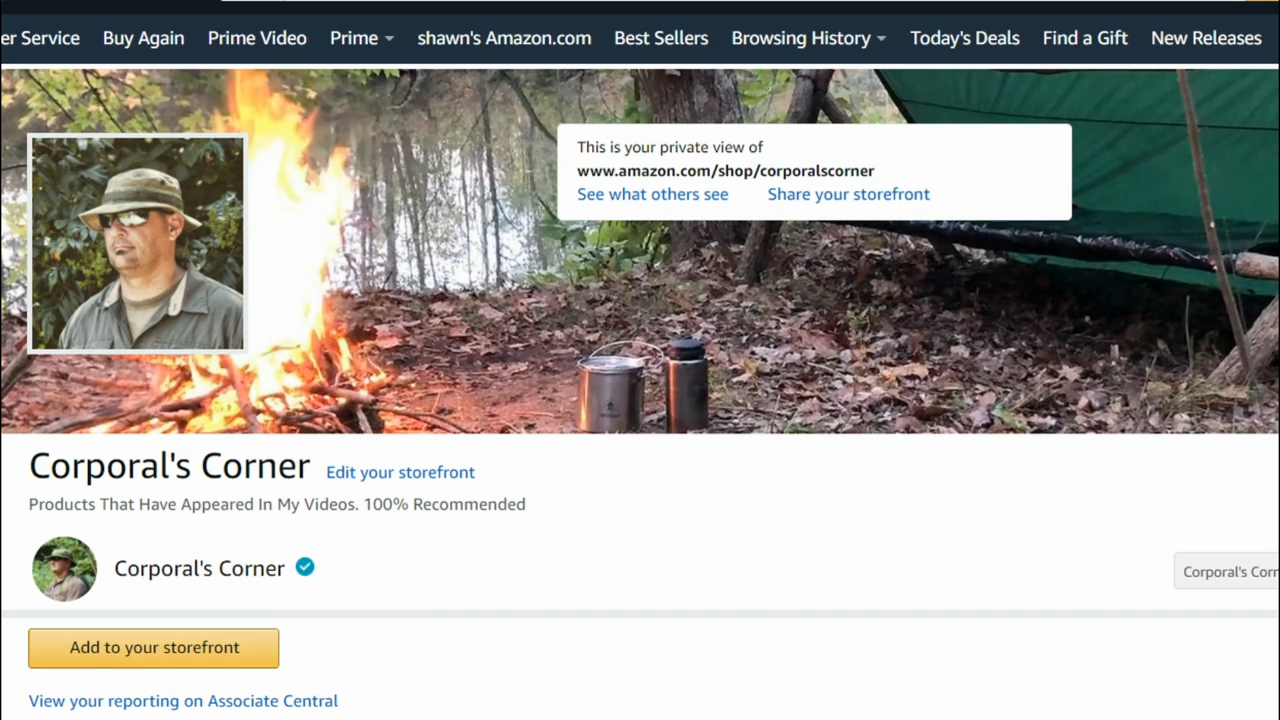 er Service Buy Again Prime Video Prime shawn's Amazon.com Best Sellers Browsing History Today's Deals Find a Gift New Releases
This is your private view of
www.amazon.com/shop/corporalscorner
See what others see Share your storefront
Corporal's Corner Edit your storefront
Products That Have Appeared In My Videos. 100% Recommended
Corporal's Corner
Corporal's Corr
Add to your storefront
View your reporting on Associate Central